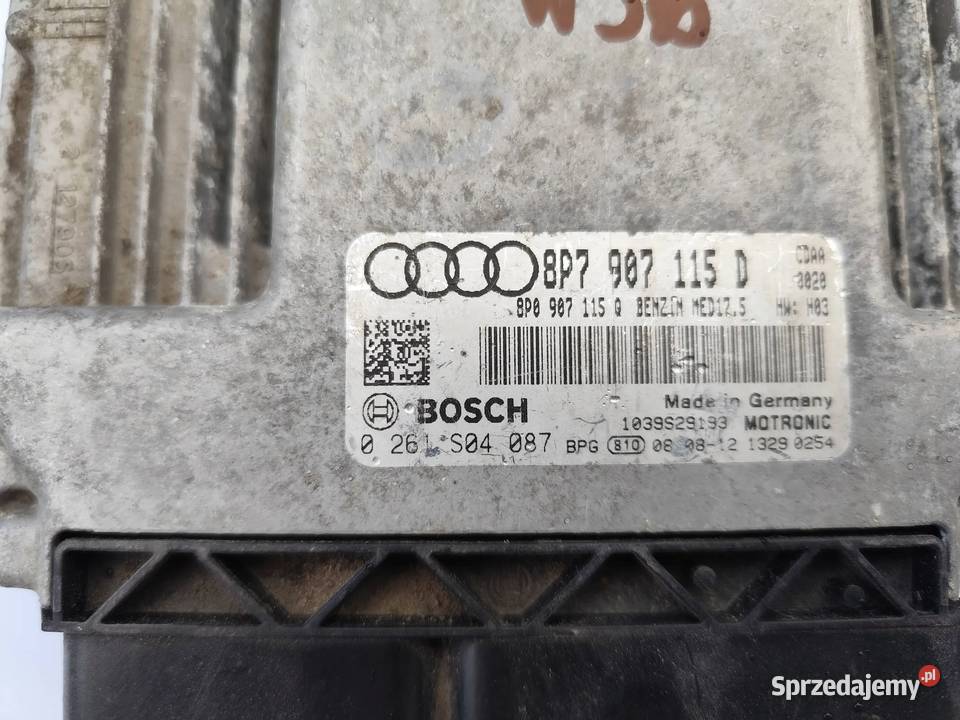 8P7 907 115 D
CDAA
0020
8P0 907 115 Q BENZIN MED17.5 HW: H03
BOSCH
Made in Germany
1039S29193 MOTRONIC
0 261 S04 087 BPG 810 08-08-12 1329 0254
Sprzedajemy.pl